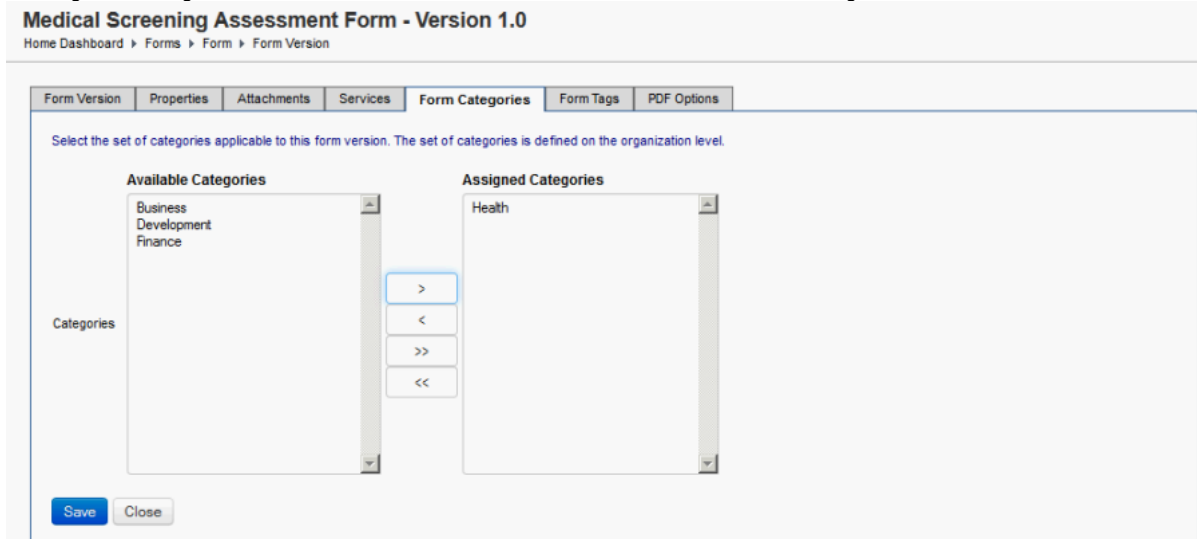 Medical Screening Assessment Form - Version 1.0
Home Dashboard ▸ Forms ▸ Form ▸ Form Version
Form Version Properties Attachments Services Form Categories Form Tags PDF Options
Select the set of categories applicable to this form version. The set of categories is defined on the organization level.
Available Categories Assigned Categories
Business Health
Development
Finance
>
Categories <
>>
<<
Save Close